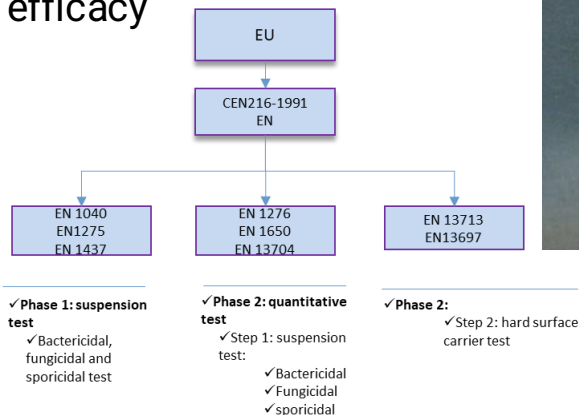 efficacy
EU
CEN216-1991
EN
EN 1040
EN1275
EN 1437
EN 1276
EN 1650
EN 13704
EN 13713
EN13697
✓Phase 1: suspension
test
✓Bactericidal,
fungicidal and
sporicidal test
✓Phase 2: quantitative
test
✓Step 1: suspension
test:
✓Bactericidal
✓Fungicidal
✓sporicidal
✓Phase 2:
✓Step 2: hard surface
carrier test